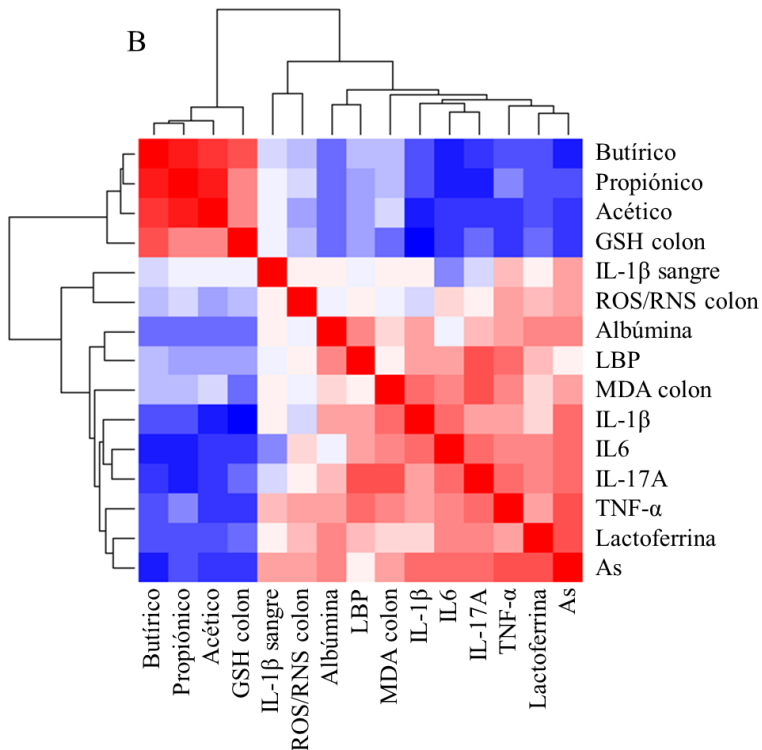 B
Butírico
Propiónico
Acético
GSH colon
IL-1β sangre
ROS/RNS colon
Albúmina
LBP
MDA colon
IL-1β
IL6
IL-17A
TNF-α
Lactoferrina
As
Butírico
Propiónico
Acético
GSH colon
IL-1β sangre
ROS/RNS colon
Albúmina
LBP
MDA colon
IL-1β
IL6
IL-17A
TNF-α
Lactoferrina
As